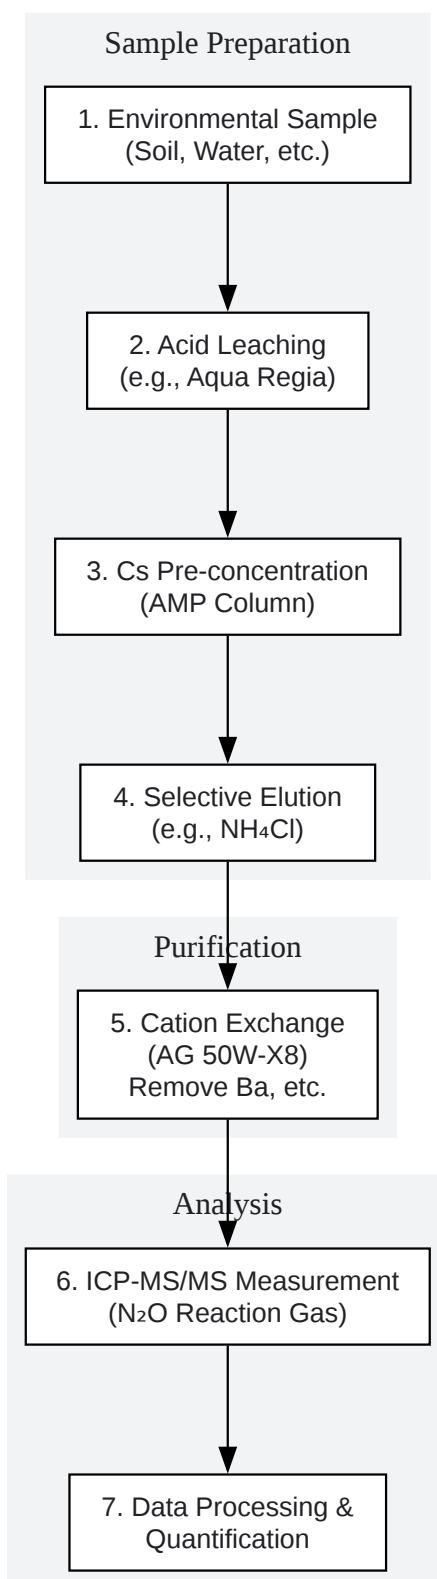 Sample Preparation
1. Environmental Sample
(Soil, Water, etc.)
2. Acid Leaching
(e.g., Aqua Regia)
3. Cs Pre-concentration
(AMP Column)
4. Selective Elution
(e.g., NH₄Cl)
Purification
5. Cation Exchange
(AG 50W-X8)
Remove Ba, etc.
Analysis
6. ICP-MS/MS Measurement
(N₂O Reaction Gas)
7. Data Processing &
Quantification